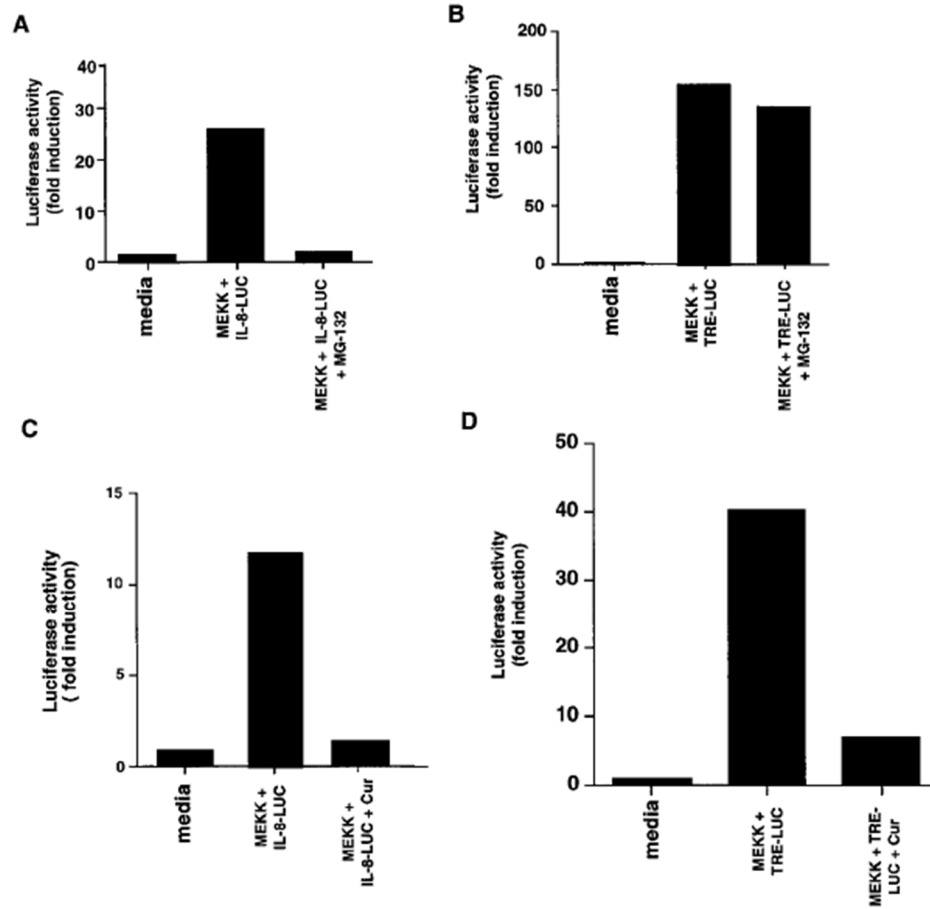 A
Luciferase activity
(fold induction)
40
30
20
10
0
media
MEKK +
IL-8-LUC
MEKK + IL-8-LUC
+ MG-132
B
Luciferase activity
(fold induction)
200
150
100
50
0
media
MEKK +
TRE-LUC
MEKK + TRE-LUC
+ MG-132
C
Luciferase activity
( fold induction)
15
10
5
0
media
MEKK +
IL-8-LUC
MEKK +
IL-8-LUC + Cur
D
Luciferase activity
(fold induction)
50
40
30
20
10
0
media
MEKK +
TRE-LUC
MEKK + TRE-
LUC + Cur